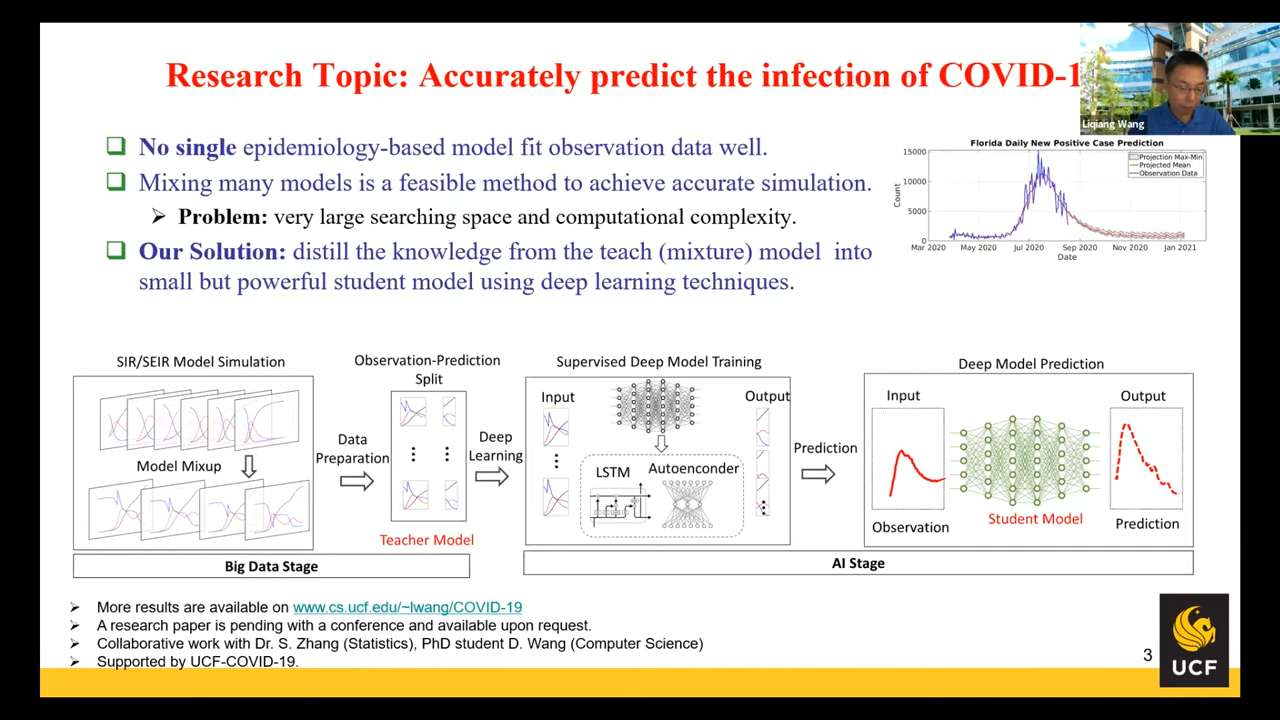 Research Topic: Accurately predict the infection of COVID-1
Liqiang Wang
No single epidemiology-based model fit observation data well.
Mixing many models is a feasible method to achieve accurate simulation.
Problem: very large searching space and computational complexity.
Our Solution: distill the knowledge from the teach (mixture) model into
small but powerful student model using deep learning techniques.
Florida Daily New Positive Case Prediction
Projection Max-Min
Projected Mean
Observation Data
15000
10000
5000
0
Count
Mar 2020 May 2020 Jul 2020 Sep 2020 Nov 2020 Jan 2021
Date
SIR/SEIR Model Simulation
Model Mixup
Data
Preparation
Observation-Prediction
Split
Teacher Model
Big Data Stage
Deep
Learning
Supervised Deep Model Training
Input
Output
LSTM
Autoenconder
Prediction
Deep Model Prediction
Input
Output
Observation
Student Model
Prediction
AI Stage
More results are available on www.cs.ucf.edu/~lwang/COVID-19
A research paper is pending with a conference and available upon request.
Collaborative work with Dr. S. Zhang (Statistics), PhD student D. Wang (Computer Science)
Supported by UCF-COVID-19.
3
UCF